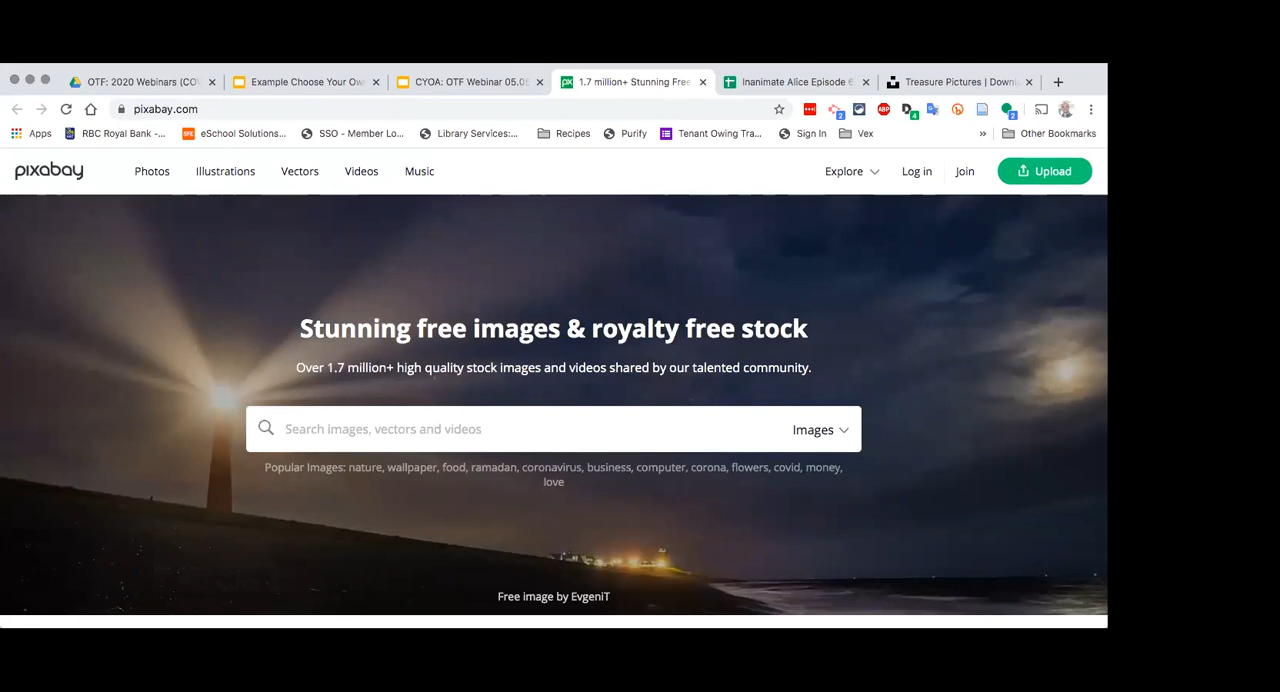 OTF: 2020 Webinars (CO
Example Choose Your Ow
CYOA: OTF Webinar 05.05
1.7 million+ Stunning Free
Inanimate Alice Episode
Treasure Pictures | Downl
pixabay.com
Apps
RBC Royal Bank -...
eSchool Solutions...
SSO - Member Lo...
Library Services:...
Recipes
Purify
Tenant Owing Tra...
Sign In
Vex
»
Other Bookmarks
pixabay
Photos
Illustrations
Vectors
Videos
Music
Explore
Log in
Join
Upload
Stunning free images & royalty free stock
Over 1.7 million+ high quality stock images and videos shared by our talented community.
Search images, vectors and videos
Images
Popular Images: nature, wallpaper, food, ramadan, coronavirus, business, computer, corona, flowers, covid, money,
love
Free image by EvgeniT